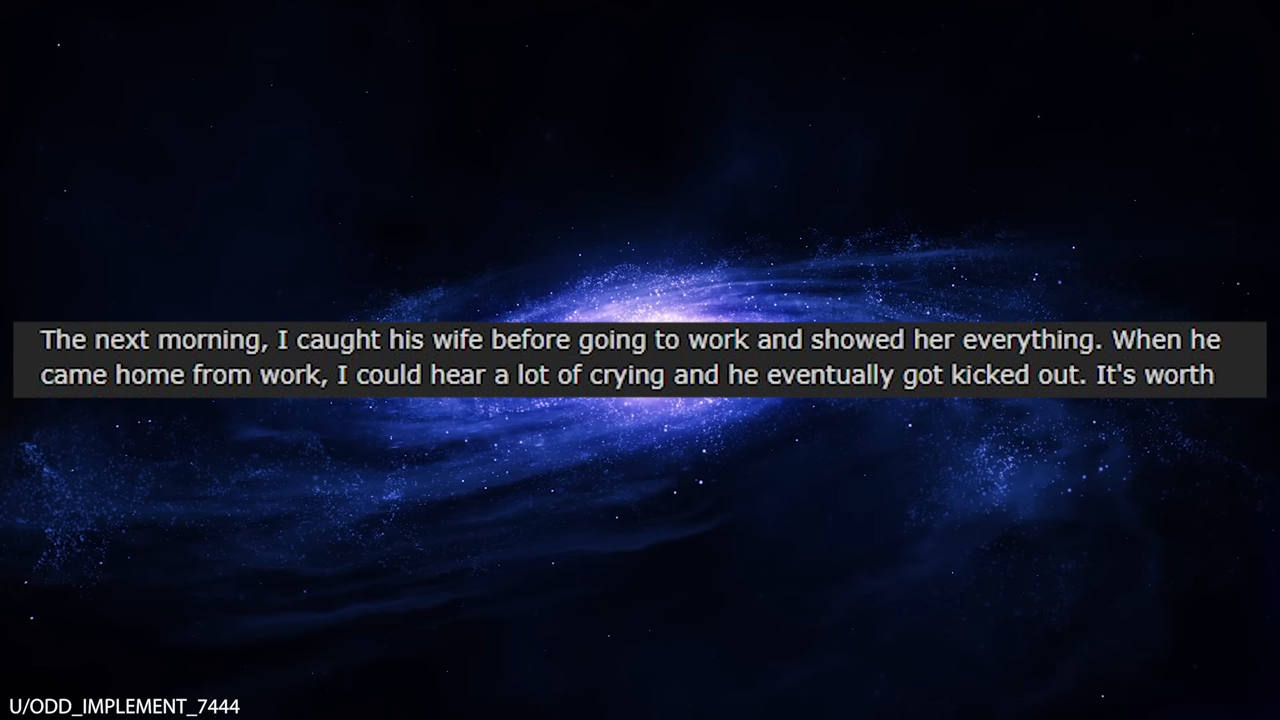 The next morning, I caught his wife before going to work and showed her everything. When he
came home from work, I could hear a lot of crying and he eventually got kicked out. It's worth
U/ODD_IMPLEMENT_7444